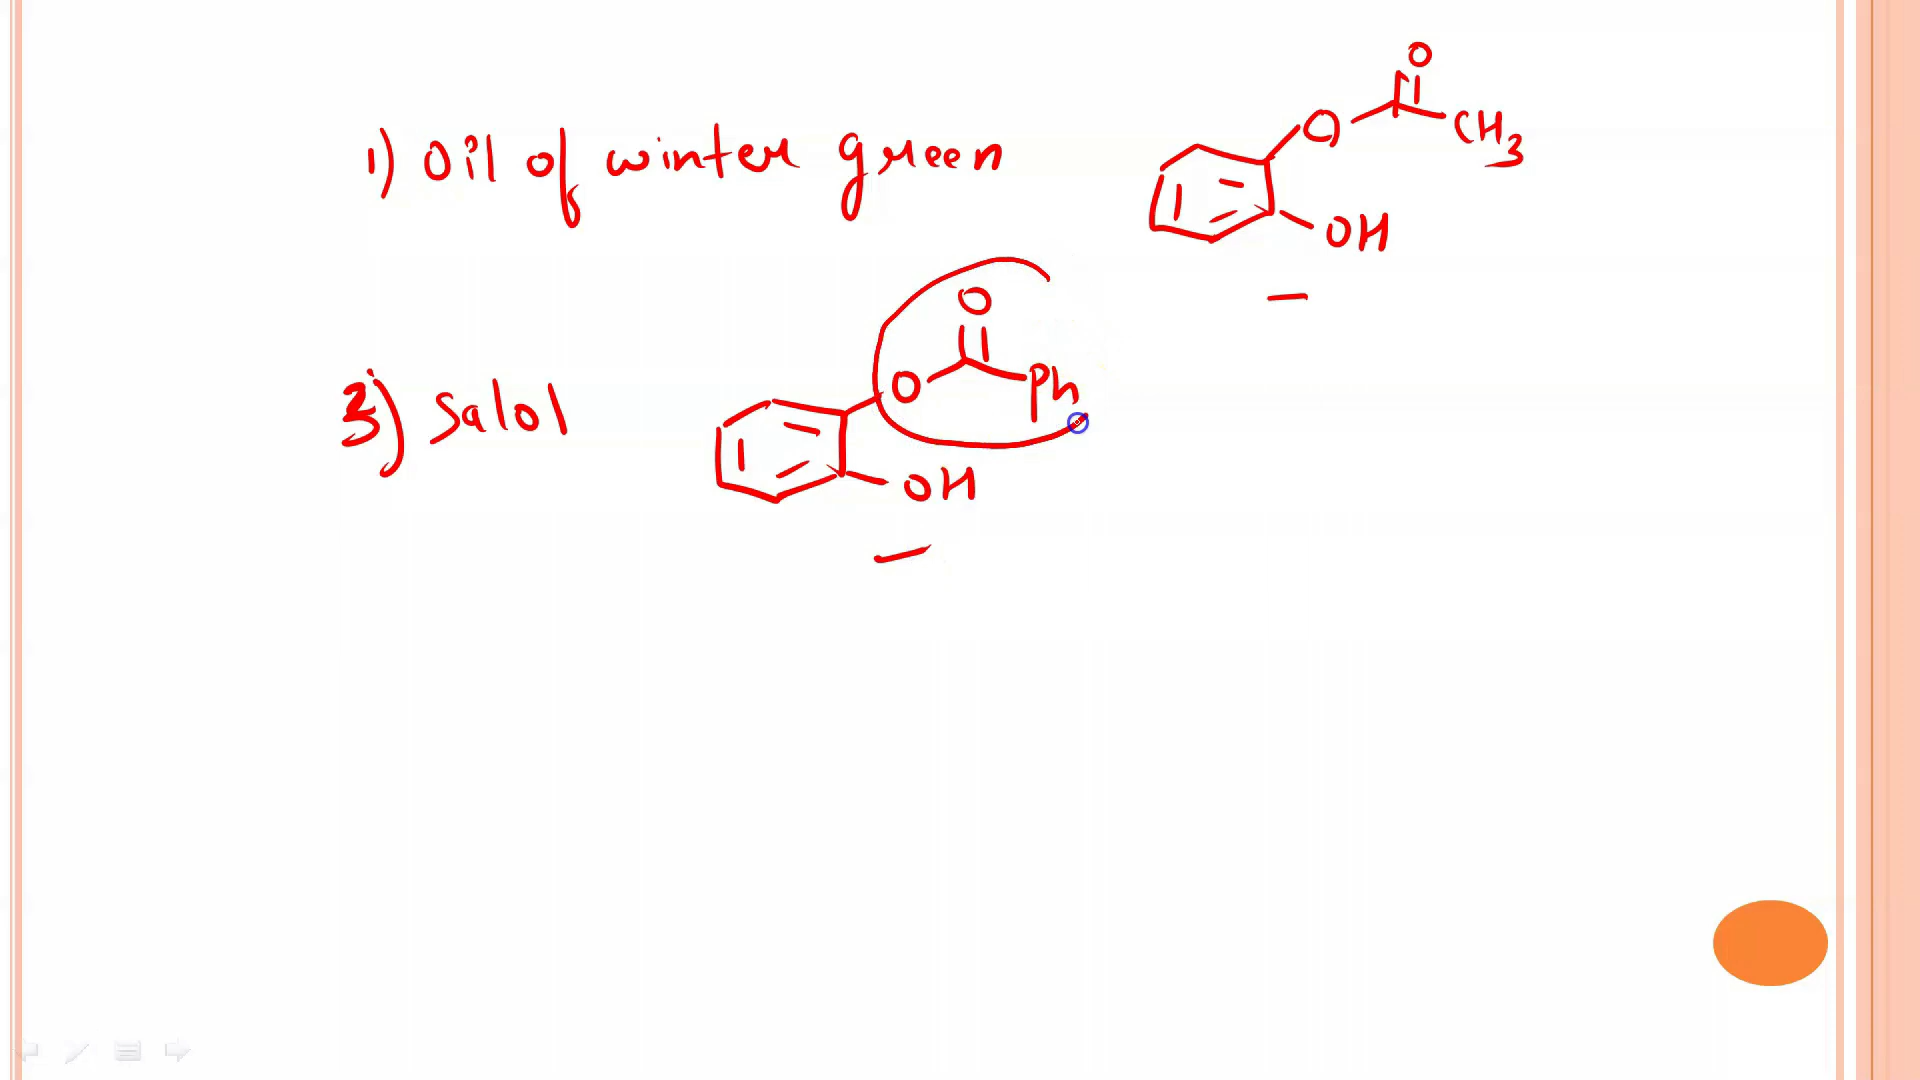 1) Oil of winter green
O
O
CH3
OH
O
3) Salol
O
Ph
OH